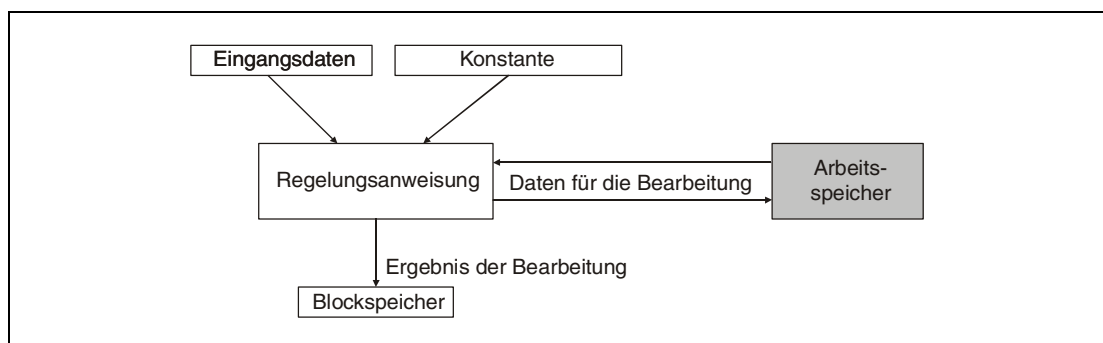 Eingangsdaten
Konstante
Regelungsanweisung
Daten für die Bearbeitung
Arbeits-
speicher
Ergebnis der Bearbeitung
Blockspeicher